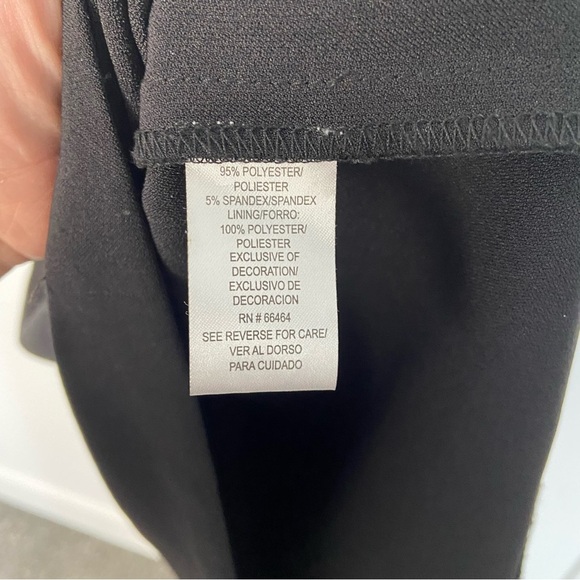 95% POLYESTER/
POLIESTER
5% SPANDEX/SPANDEX
LINING/FORRO:
100% POLYESTER/
POLIESTER
EXCLUSIVE OF
DECORATION/
EXCLUSIVO DE
DECORACION
RN # 66464
SEE REVERSE FOR CARE/
VER AL DORSO
PARA CUIDADO